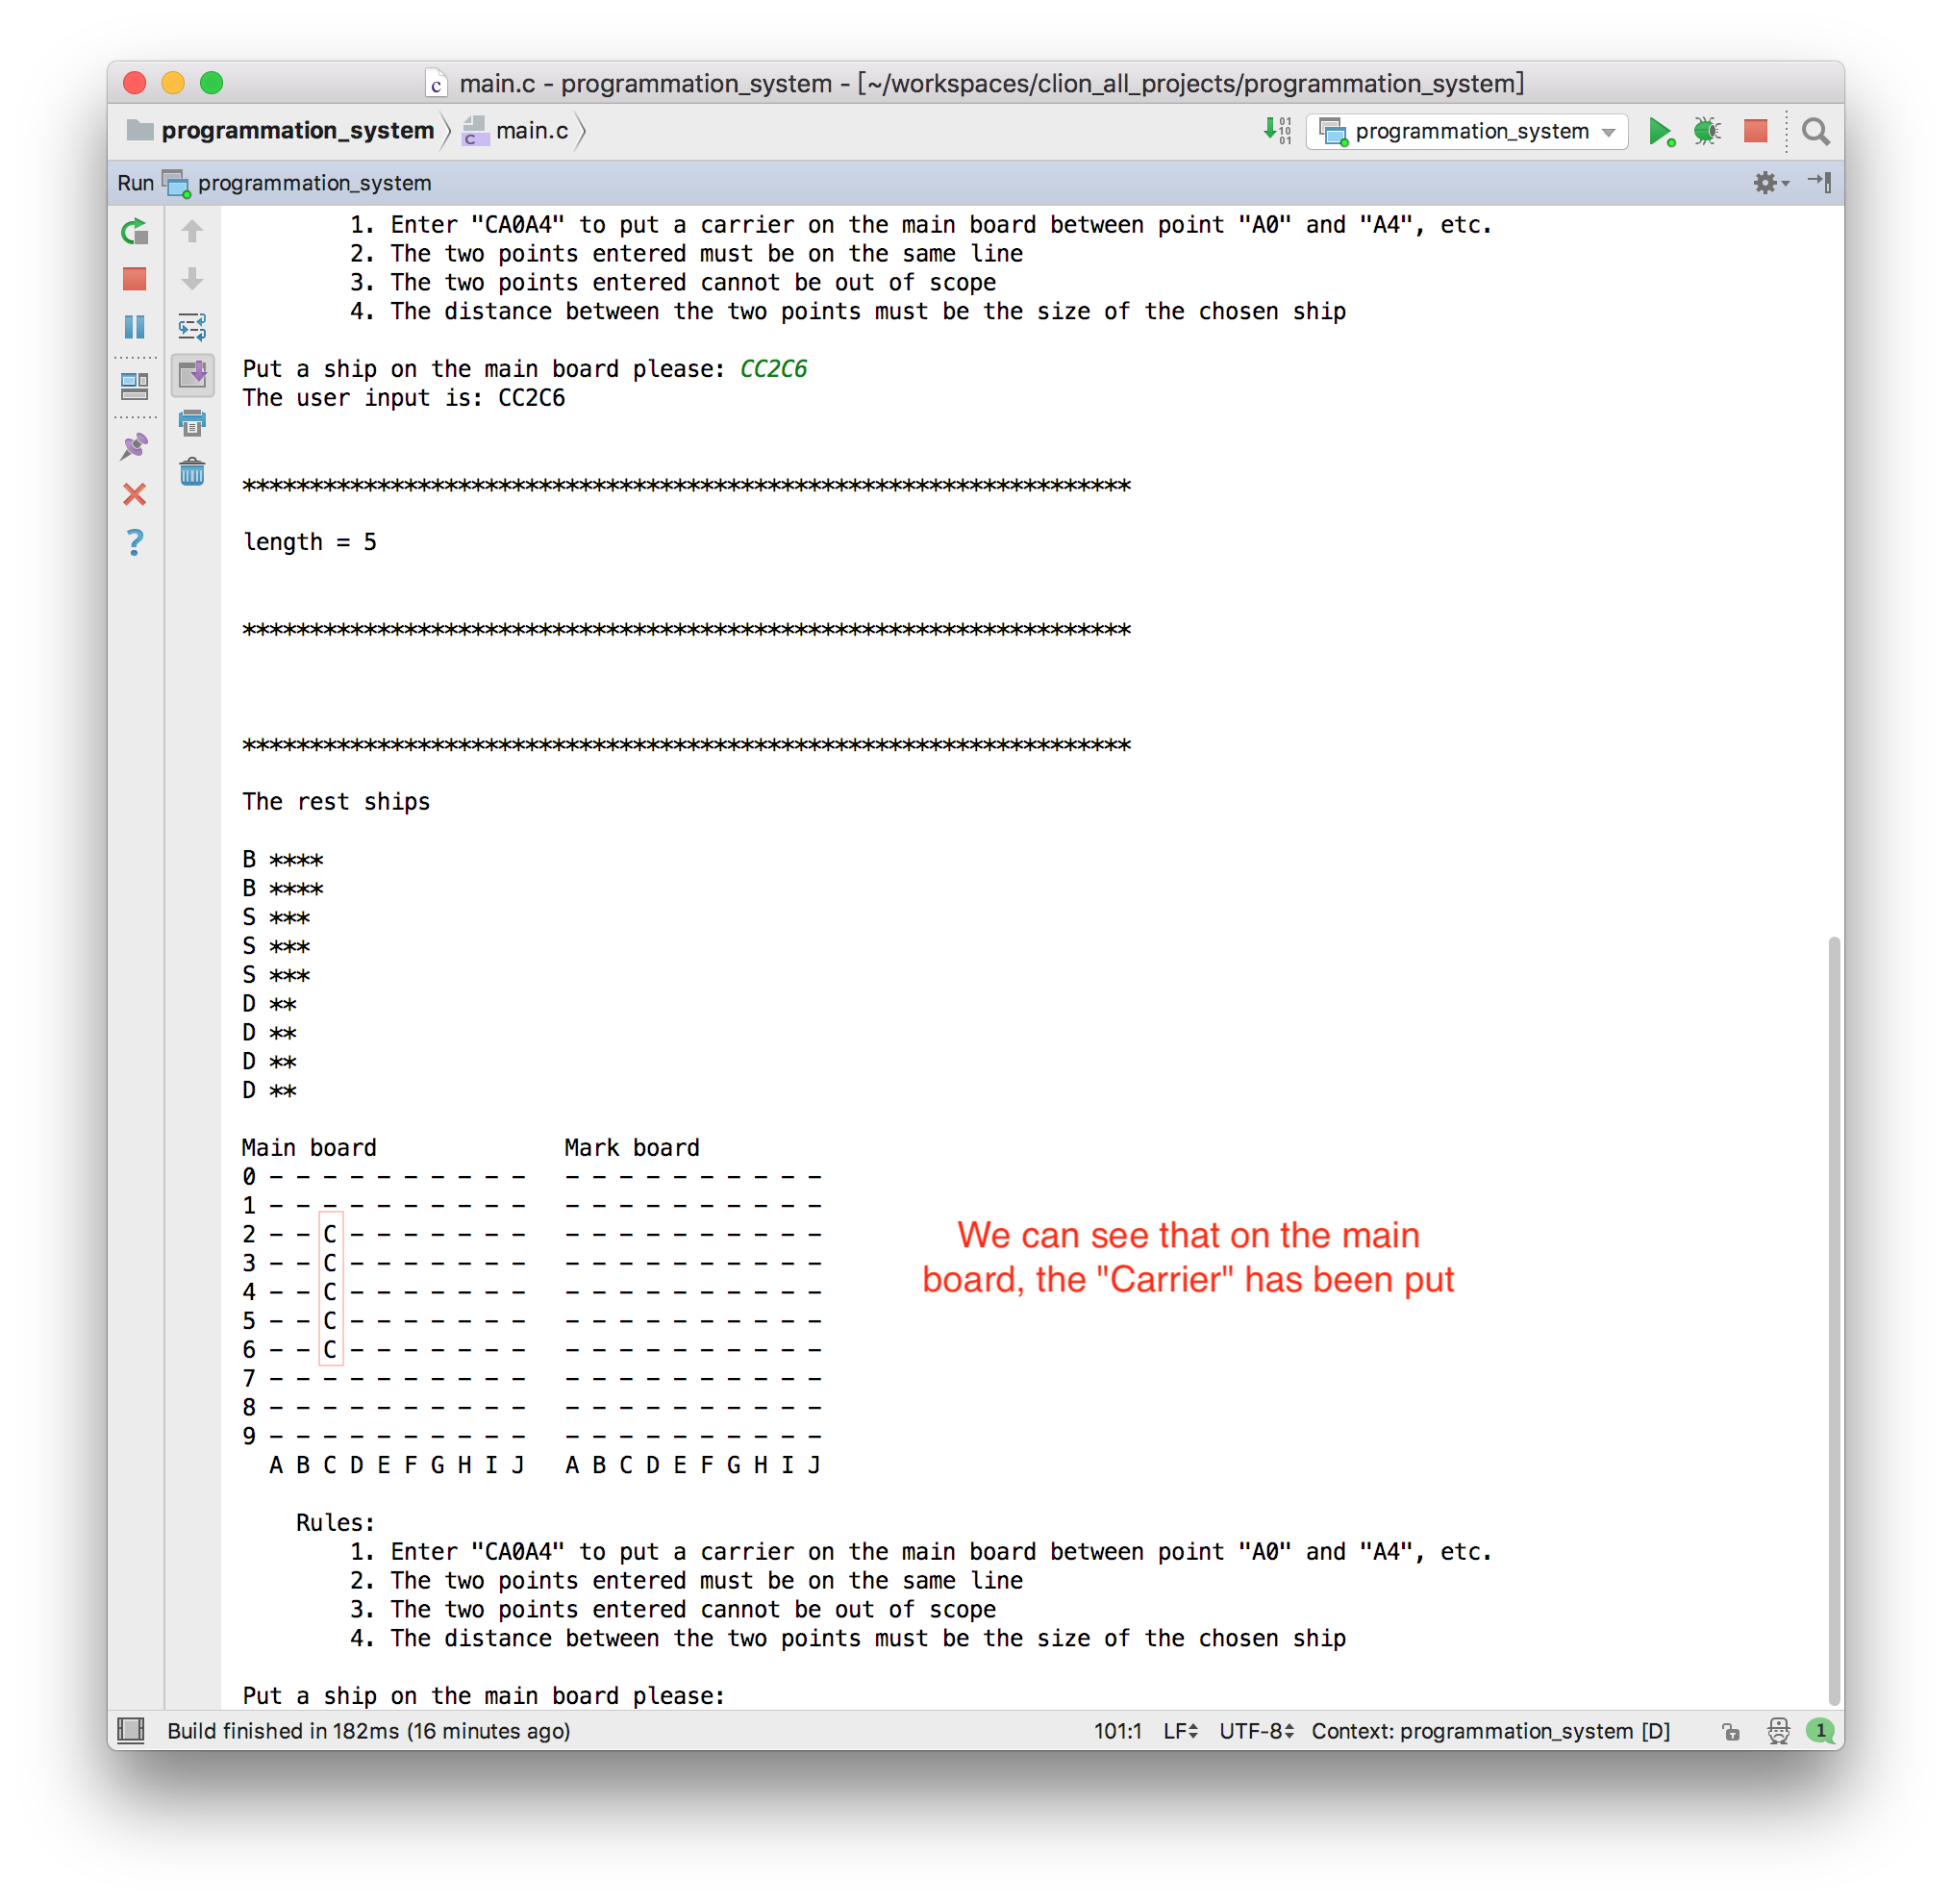 main.c - programmation_system - [~/workspaces/clion_all_projects/programmation_system]
programmation_system main.c programmation_system
Run programmation_system
1. Enter "CA0A4" to put a carrier on the main board between point "A0" and "A4", etc.
2. The two points entered must be on the same line
3. The two points entered cannot be out of scope
4. The distance between the two points must be the size of the chosen ship
Put a ship on the main board please: CC2C6
The user input is: CC2C6
******************************************************************
length = 5
******************************************************************
******************************************************************
The rest ships
B ****
B ****
S ***
S ***
S ***
D **
D **
D **
D **
Main board Mark board
0 - - - - - - - - - - - - - - - - - - - -
1 - - - - - - - - - - - - - - - - - - - -
2 - - C - - - - - - - - - - - - - - - - -
3 - - C - - - - - - - - - - - - - - - - -
4 - - C - - - - - - - - - - - - - - - - -
5 - - C - - - - - - - - - - - - - - - - -
6 - - C - - - - - - - - - - - - - - - - -
7 - - - - - - - - - - - - - - - - - - - -
8 - - - - - - - - - - - - - - - - - - - -
9 - - - - - - - - - - - - - - - - - - - -
A B C D E F G H I J A B C D E F G H I J
We can see that on the main
board, the "Carrier" has been put
Rules:
1. Enter "CA0A4" to put a carrier on the main board between point "A0" and "A4", etc.
2. The two points entered must be on the same line
3. The two points entered cannot be out of scope
4. The distance between the two points must be the size of the chosen ship
Put a ship on the main board please:
Build finished in 182ms (16 minutes ago) 101:1 LF UTF-8 Context: programmation_system [D] 1